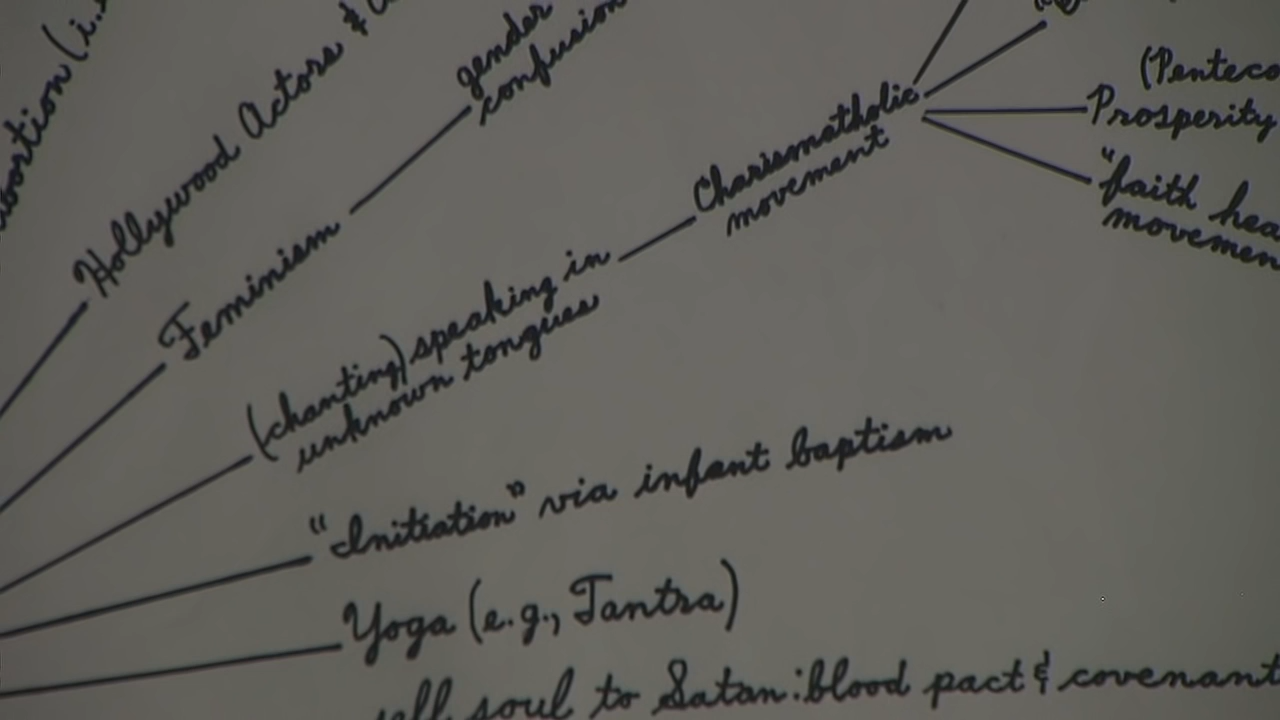 Hollywood Actors &
Feminism
gender
confusion
(chanting) speaking in
unknown tongues
Charismatholic
movement
(Penteco
Prosperity
"faith hea
movemen
"Initiation" via infant baptism
Yoga (e.g., Tantra)
sell soul to Satan: blood pact & covenant